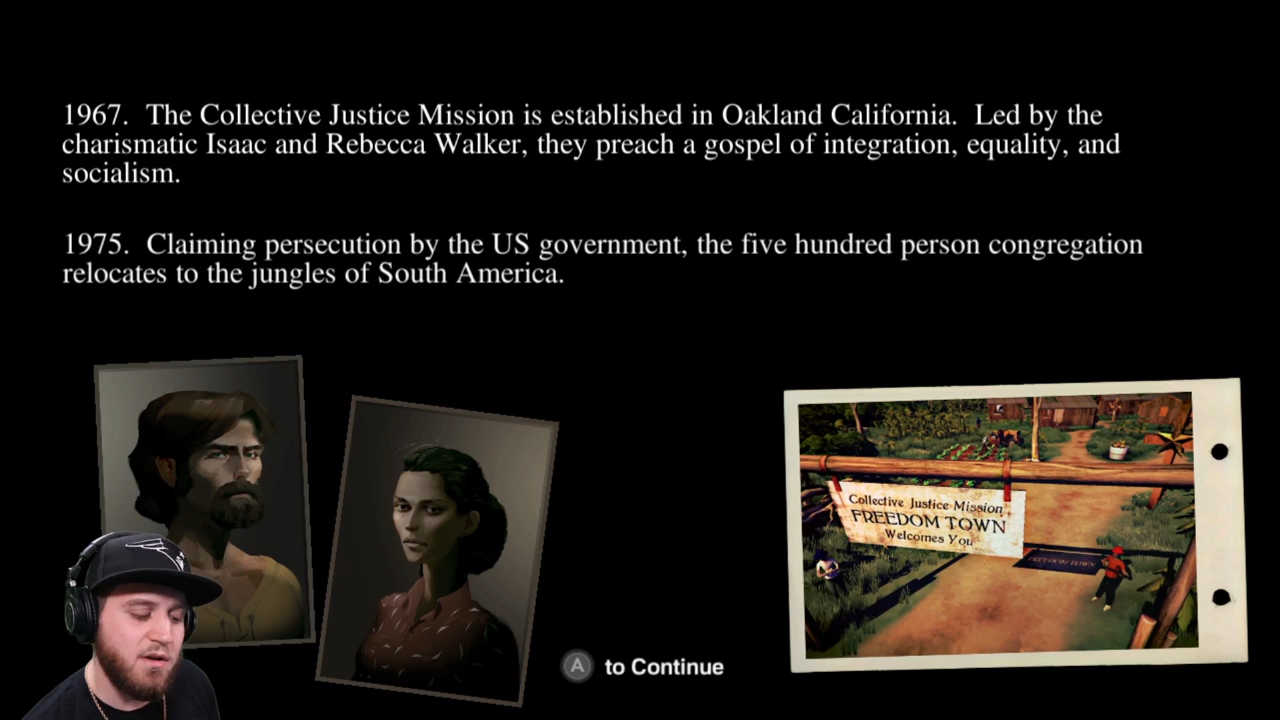 1967.  The Collective Justice Mission is established in Oakland California.  Led by the
charismatic Isaac and Rebecca Walker, they preach a gospel of integration, equality, and
socialism.
1975.  Claiming persecution by the US government, the five hundred person congregation
relocates to the jungles of South America.
Collective Justice Mission
FREEDOM TOWN
Welcomes You
FREEDOM TOWN
A to Continue